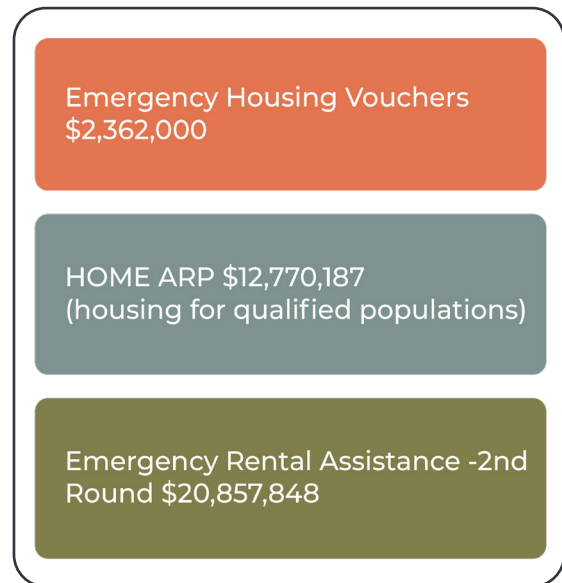 Emergency Housing Vouchers
$2,362,000
HOME ARP $12,770,187
(housing for qualified populations)
Emergency Rental Assistance -2nd
Round $20,857,848